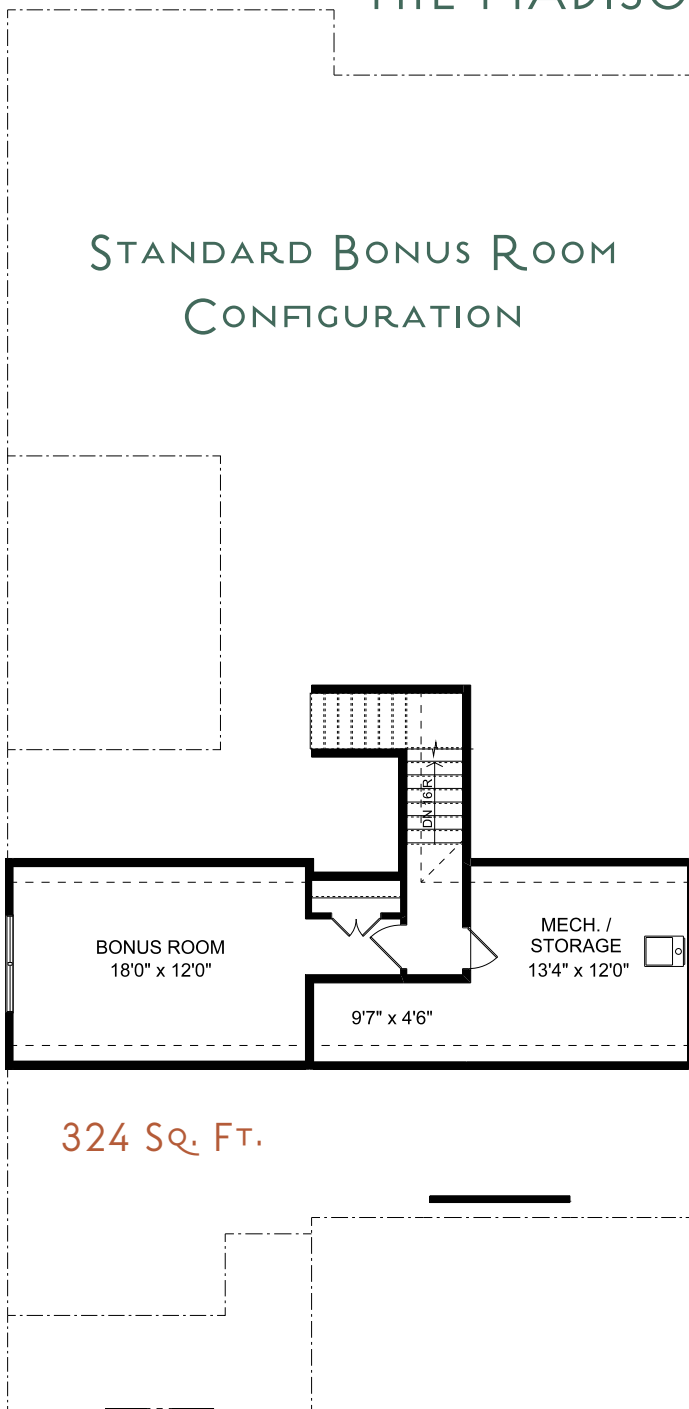 STANDARD BONUS ROOM
CONFIGURATION
DN 16 R
BONUS ROOM
18'0" x 12'0"
MECH. /
STORAGE
13'4" x 12'0"
9'7" x 4'6"
324 SQ. FT.